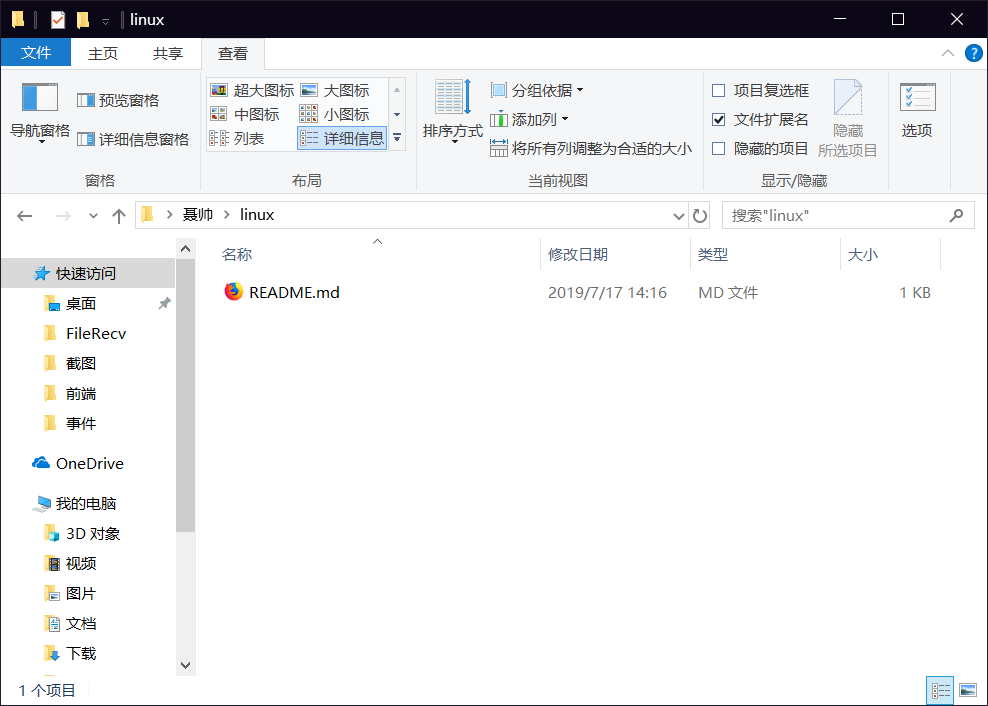 linux
文件 主页 共享 查看
导航窗格
预览窗格
详细信息窗格
窗格
超大图标 大图标
中图标 小图标
列表 详细信息
布局
排序方式
分组依据
添加列
将所有列调整为合适的大小
当前视图
项目复选框
文件扩展名
隐藏的项目
隐藏
所选项目
显示/隐藏
选项
聂帅 linux
搜索"linux"
名称 修改日期 类型 大小
README.md 2019/7/17 14:16 MD 文件 1 KB
快速访问
桌面
FileRecv
截图
前端
事件
OneDrive
我的电脑
3D 对象
视频
图片
文档
下载
1 个项目